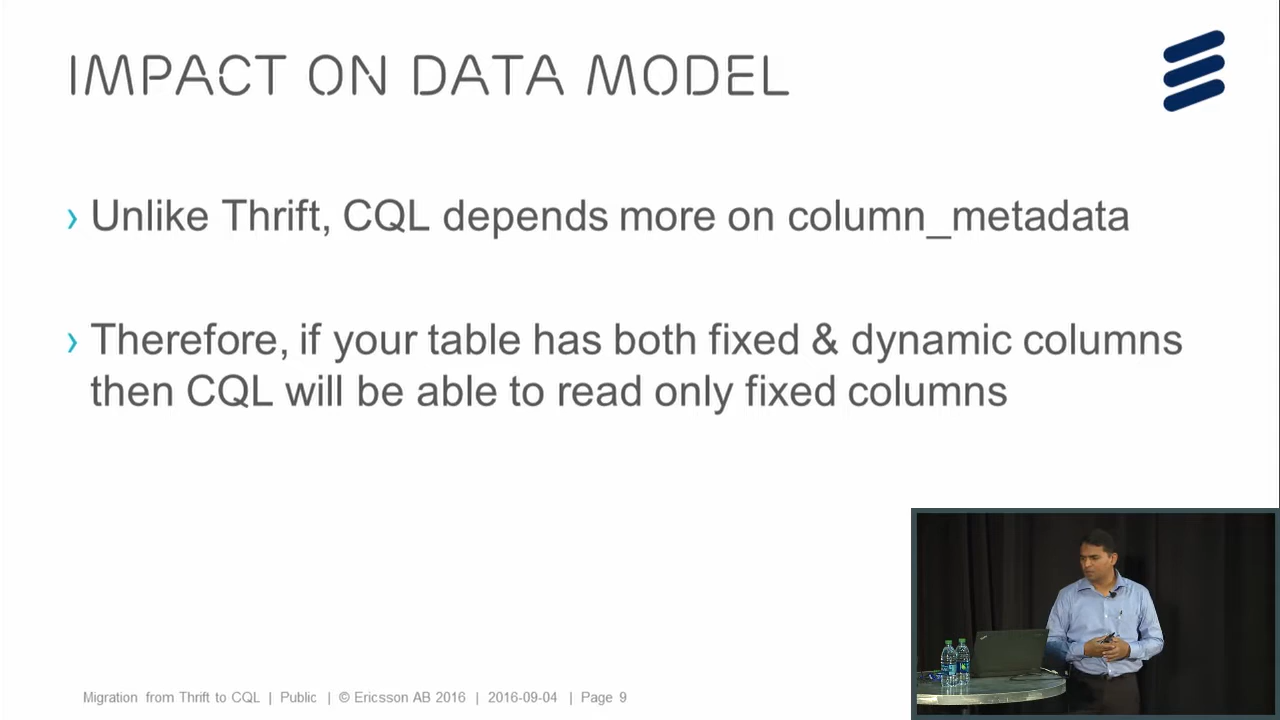 IMPACT ON DATA MODEL
› Unlike Thrift, CQL depends more on column_metadata
› Therefore, if your table has both fixed & dynamic columns
then CQL will be able to read only fixed columns
Migration from Thrift to CQL | Public | © Ericsson AB 2016 | 2016-09-04 | Page 9